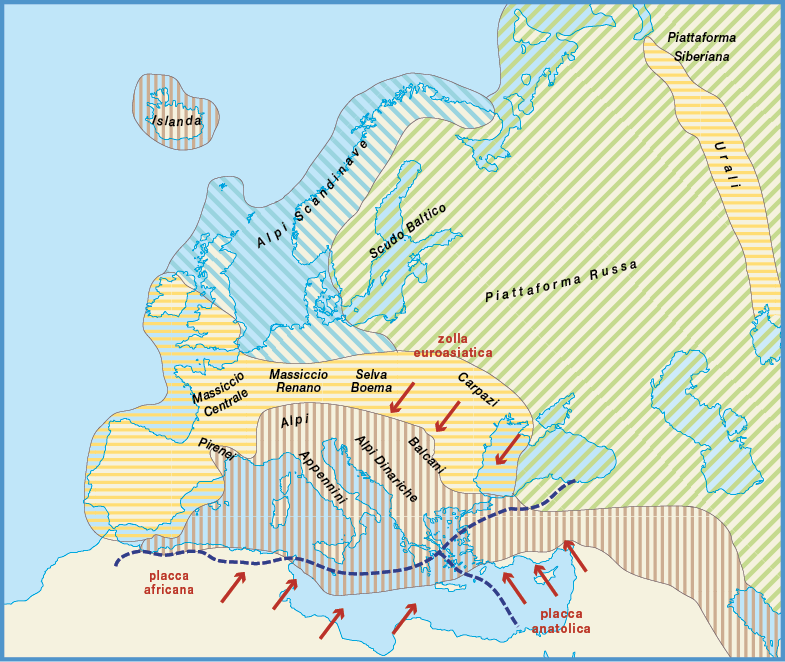 Piattaforma
Siberiana
Islanda
Urali
Alpi Scandinave
Scudo Baltico
Piattaforma Russa
zolla
euroasiatica
Massiccio
Centrale
Massiccio
Renano
Selva
Boema
Carpazi
Alpi
Pirenei
Appennini
Alpi Dinariche
Balcani
placca
africana
placca
anatolica